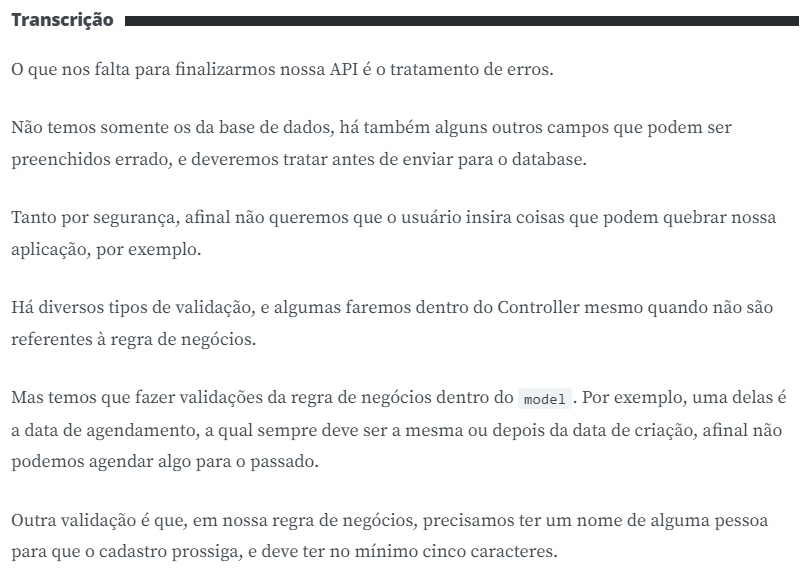 Transcrição
O que nos falta para finalizarmos nossa API é o tratamento de erros.
Não temos somente os da base de dados, há também alguns outros campos que podem ser
preenchidos errado, e deveremos tratar antes de enviar para o database.
Tanto por segurança, afinal não queremos que o usuário insira coisas que podem quebrar nossa
aplicação, por exemplo.
Há diversos tipos de validação, e algumas faremos dentro do Controller mesmo quando não são
referentes à regra de negócios.
Mas temos que fazer validações da regra de negócios dentro do model . Por exemplo, uma delas é
a data de agendamento, a qual sempre deve ser a mesma ou depois da data de criação, afinal não
podemos agendar algo para o passado.
Outra validação é que, em nossa regra de negócios, precisamos ter um nome de alguma pessoa
para que o cadastro prossiga, e deve ter no mínimo cinco caracteres.